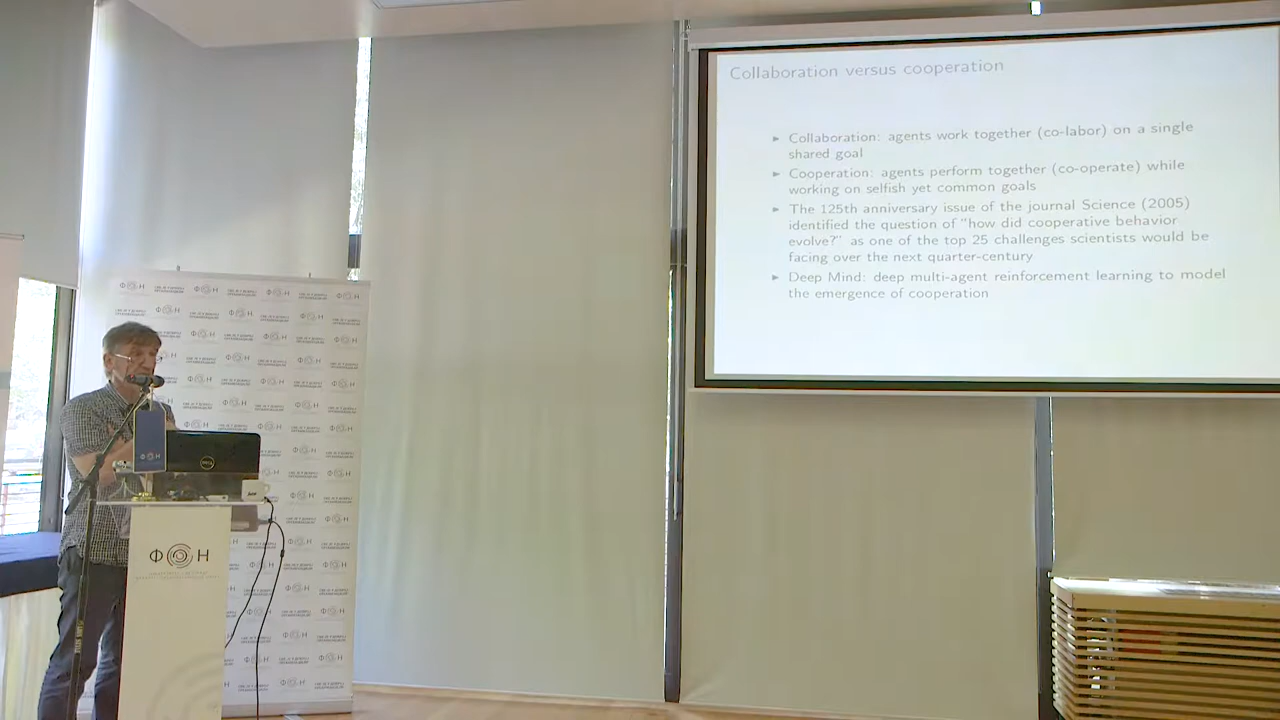 Collaboration versus cooperation
► Collaboration: agents work together (co-labor) on a single
shared goal
► Cooperation: agents perform together (co-operate) while
working on selfish yet common goals
► The 125th anniversary issue of the journal Science (2005)
identified the question of "how did cooperative behavior
evolve?" as one of the top 25 challenges scientists would be
facing over the next quarter-century
► Deep Mind: deep multi-agent reinforcement learning to model
the emergence of cooperation
DELL
ФОН